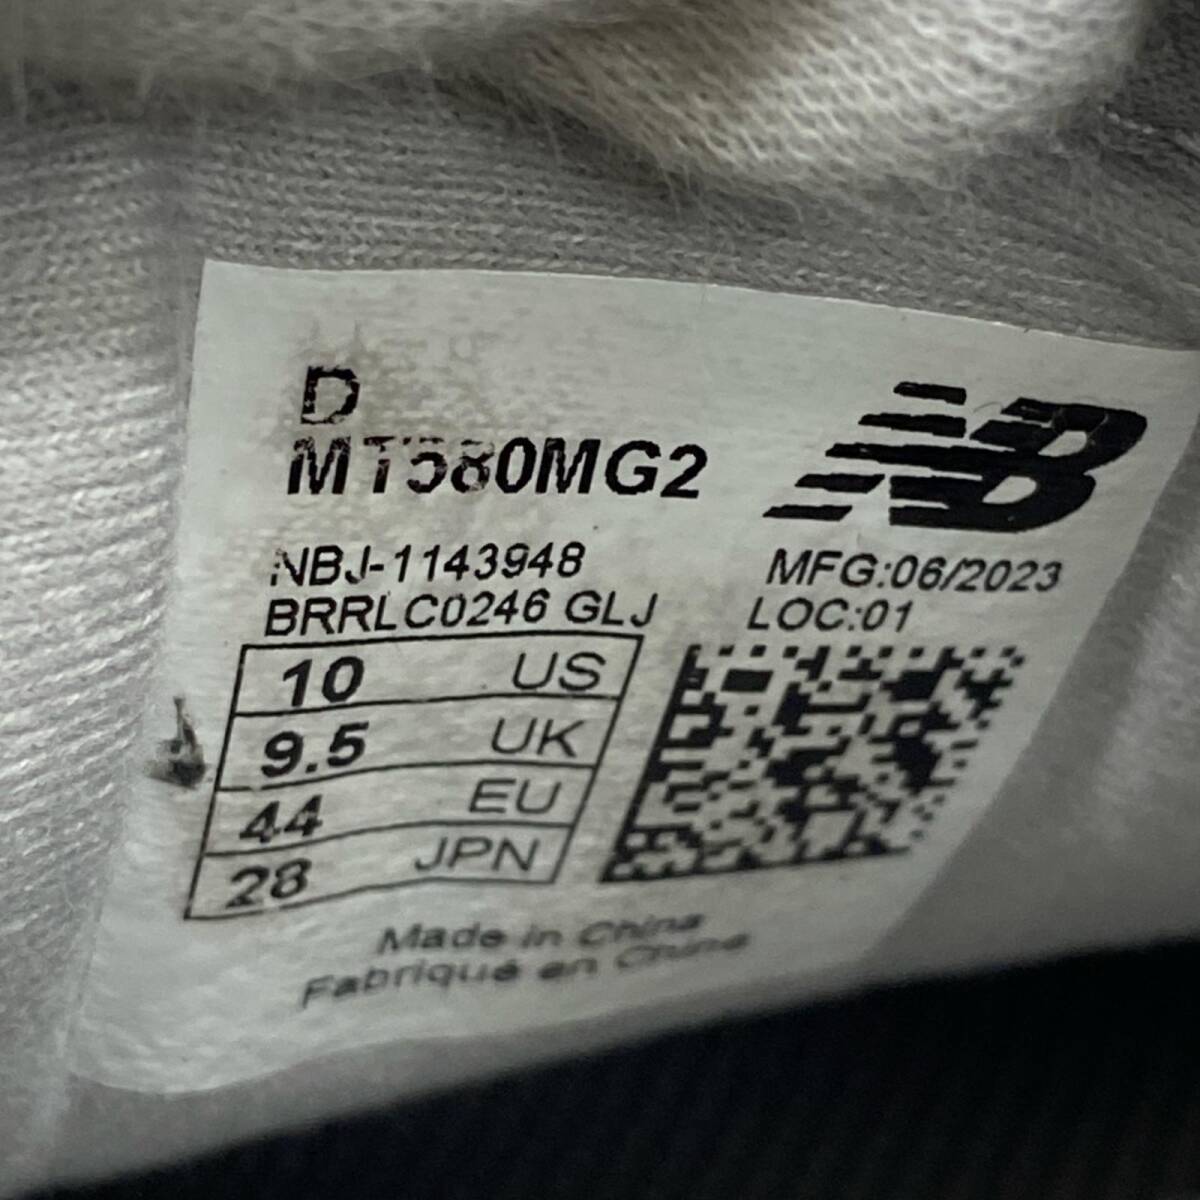 D
MT580MG2
NB
NBJ-1143948
MFG:06/2023
BRRLC0246 GLJ
LOC:01
10 US
9.5 UK
44 EU
28 JPN
Made in China
Fabriqué en Chine